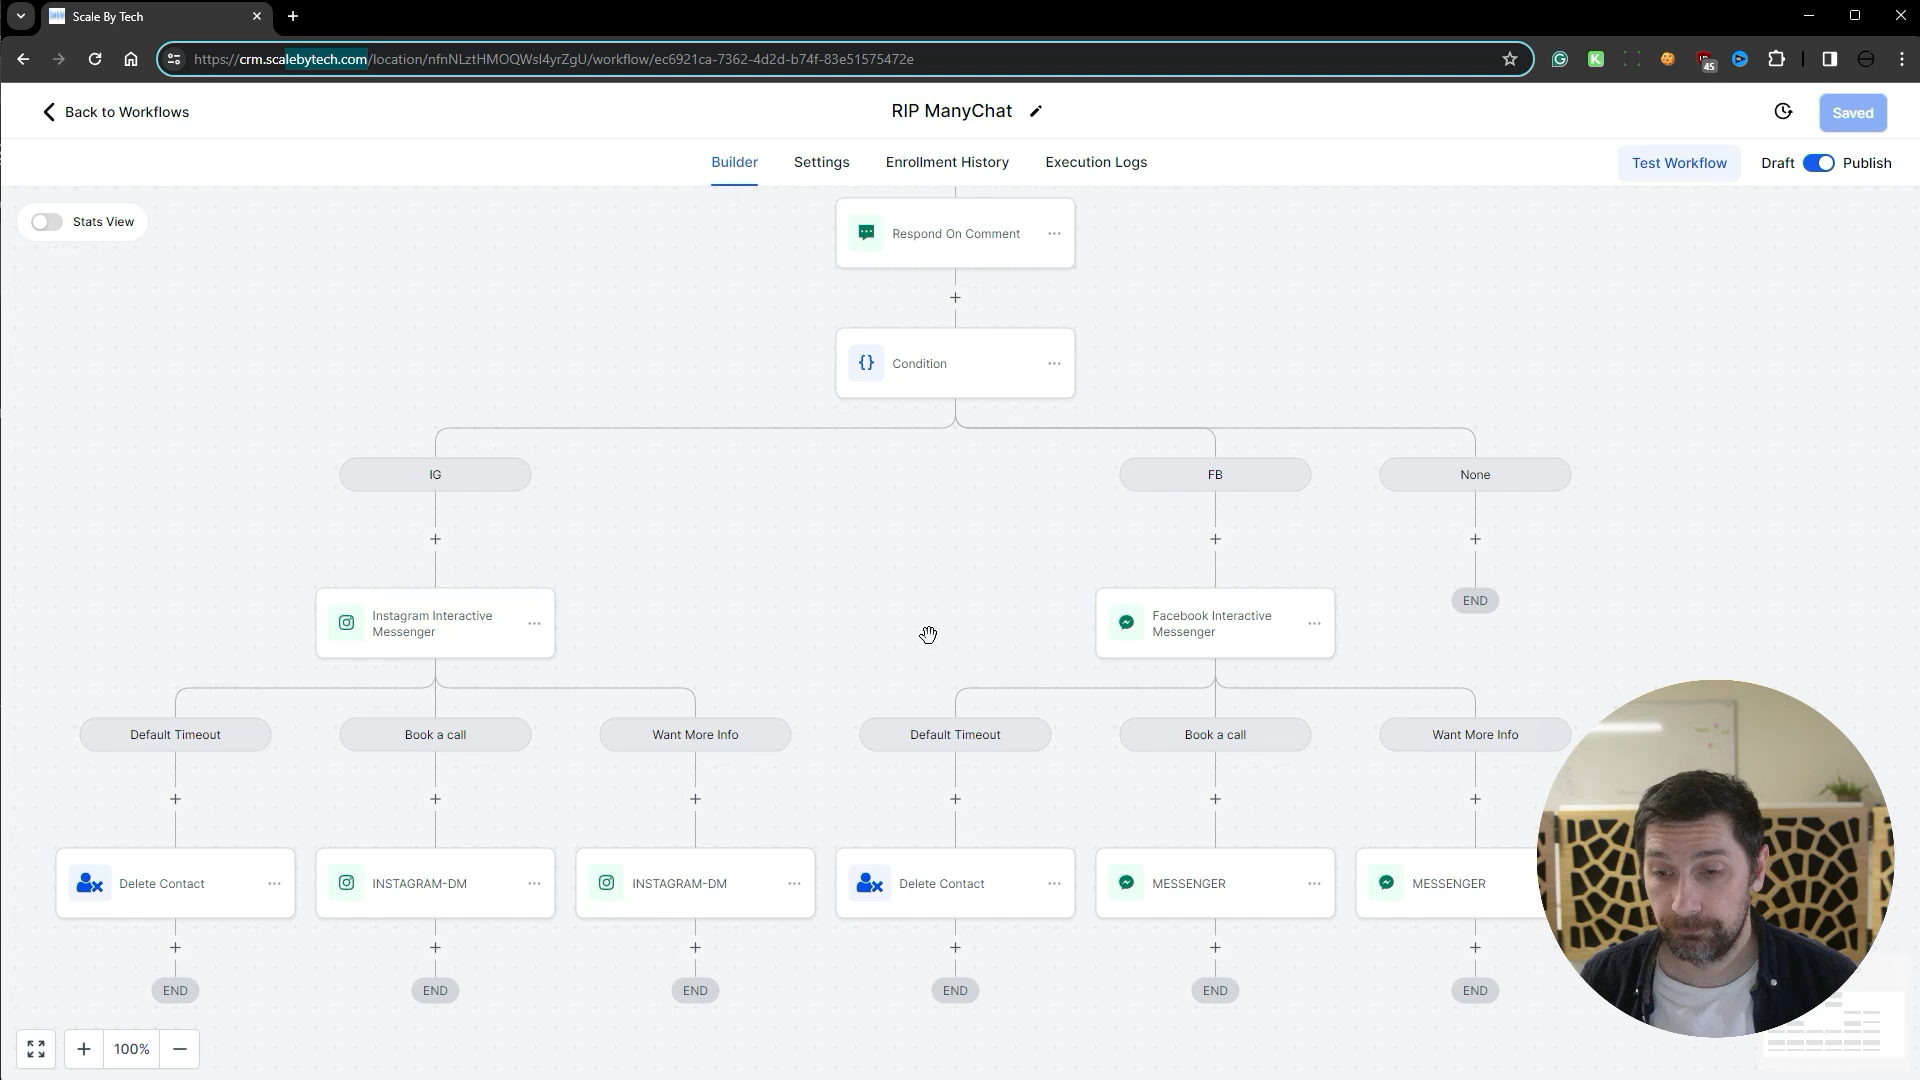 Scale By Tech
https://crm.scalebytech.com/location/nfnNLztHMOQWsI4yrZgU/workflow/ec6921ca-7362-4d2d-b74f-83e51575472e
45
Back to Workflows
RIP ManyChat
Saved
Builder
Settings
Enrollment History
Execution Logs
Test Workflow
Draft
Publish
Stats View
Respond On Comment
Condition
IG
FB
None
Instagram Interactive
Messenger
Facebook Interactive
Messenger
END
Default Timeout
Book a call
Want More Info
Default Timeout
Book a call
Want More Info
Delete Contact
INSTAGRAM-DM
INSTAGRAM-DM
Delete Contact
MESSENGER
MESSENGER
END
END
END
END
END
END
100%